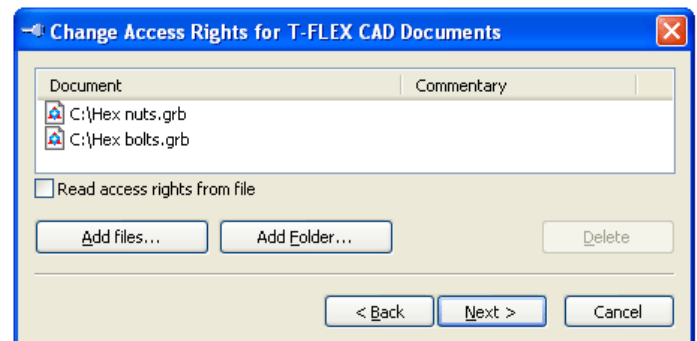 Change Access Rights for T-FLEX CAD Documents
Document Commentary
C:\Hex nuts.grb
C:\Hex bolts.grb
Read access rights from file
Add files... Add Folder... Delete
< Back Next > Cancel